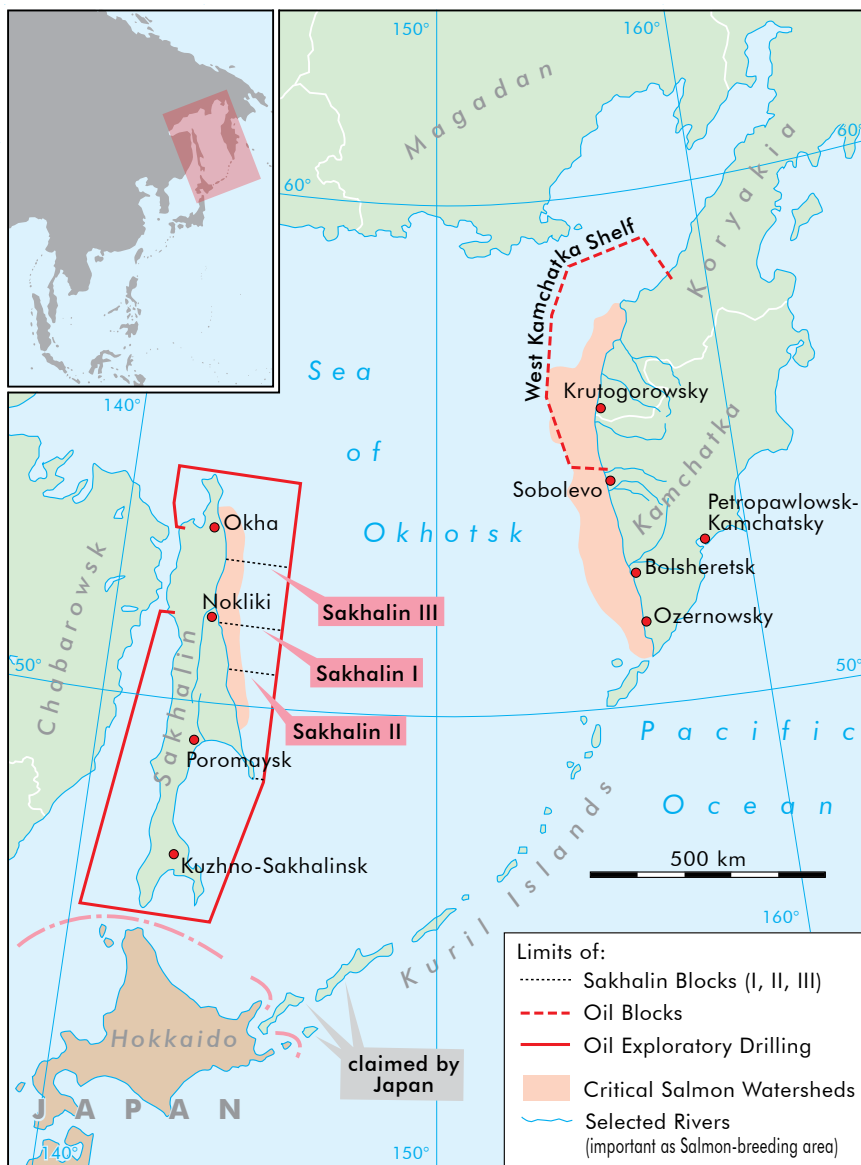 150°
160°
Magadan
60°
60°
Koryakia
West Kamchatka Shelf
140°
Sea
of
Okhotsk
Krutogorowsky
Kamchatka
Sobolevo
Petropawlowsk-
Kamchatsky
Bolsheretsk
Ozernowsky
Okha
Nokliki
Sakhalin III
Sakhalin I
Sakhalin II
Chabarowsk
Sakhalin
50°
50°
Poromaysk
Kuzhno-Sakhalinsk
Pacific
Ocean
500 km
160°
Kuril Islands
Hokkaido
claimed by
Japan
JAPAN
140°
150°
Limits of:
Sakhalin Blocks (I, II, III)
Oil Blocks
Oil Exploratory Drilling
Critical Salmon Watersheds
Selected Rivers
(important as Salmon-breeding area)